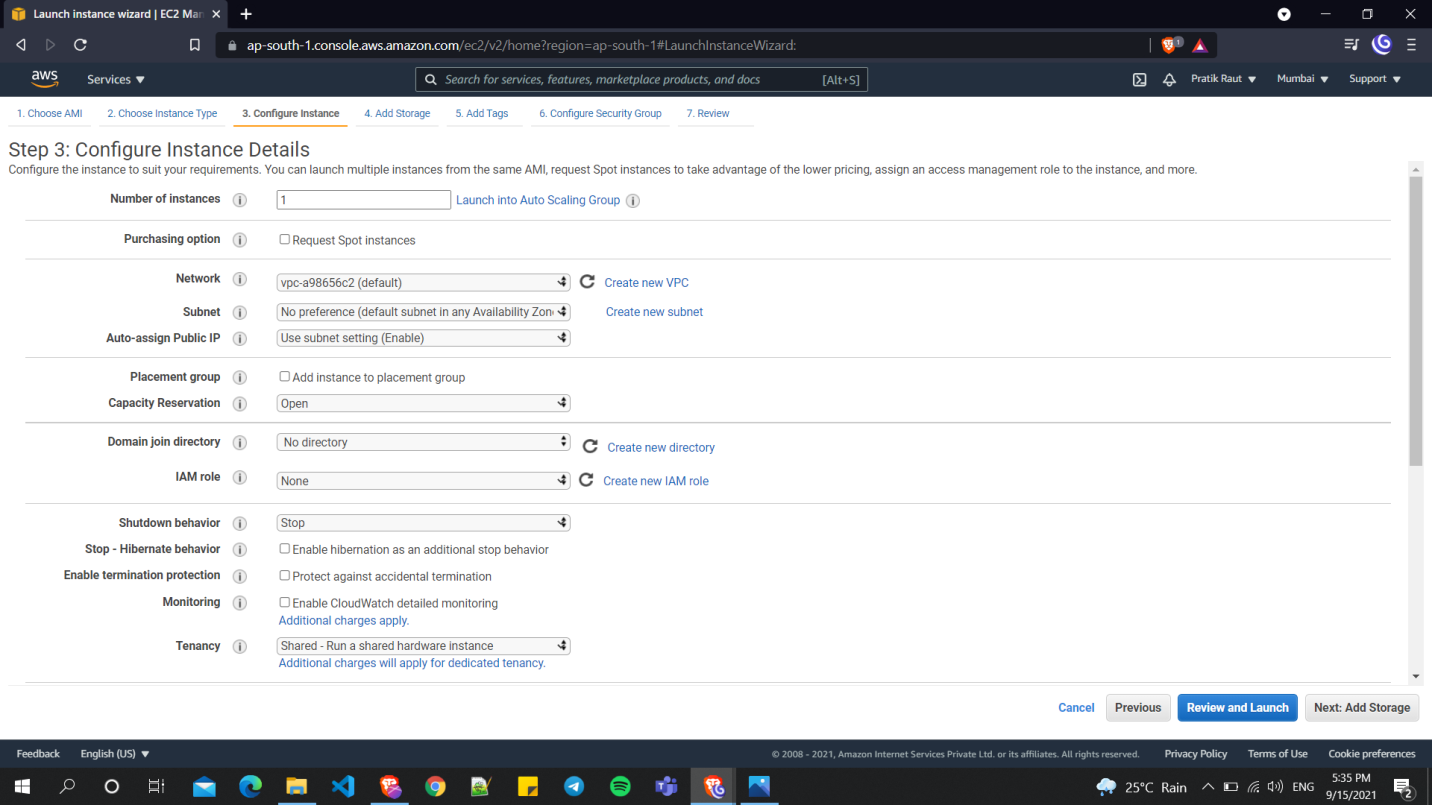 Launch instance wizard | EC2 Man
ap-south-1.console.aws.amazon.com/ec2/v2/home?region=ap-south-1#LaunchInstanceWizard:
1
aws
Services
Search for services, features, marketplace products, and docs
[Alt+S]
Pratik Raut
Mumbai
Support
1. Choose AMI
2. Choose Instance Type
3. Configure Instance
4. Add Storage
5. Add Tags
6. Configure Security Group
7. Review
Step 3: Configure Instance Details
Configure the instance to suit your requirements. You can launch multiple instances from the same AMI, request Spot instances to take advantage of the lower pricing, assign an access management role to the instance, and more.
Number of instances
1
Launch into Auto Scaling Group
Purchasing option
Request Spot instances
Network
vpc-a98656c2 (default)
Create new VPC
Subnet
No preference (default subnet in any Availability Zon
Create new subnet
Auto-assign Public IP
Use subnet setting (Enable)
Placement group
Add instance to placement group
Capacity Reservation
Open
Domain join directory
No directory
Create new directory
IAM role
None
Create new IAM role
Shutdown behavior
Stop
Stop - Hibernate behavior
Enable hibernation as an additional stop behavior
Enable termination protection
Protect against accidental termination
Monitoring
Enable CloudWatch detailed monitoring
Additional charges apply.
Tenancy
Shared - Run a shared hardware instance
Additional charges will apply for dedicated tenancy.
Cancel
Previous
Review and Launch
Next: Add Storage
Feedback
English (US)
© 2008 - 2021, Amazon Internet Services Private Ltd. or its affiliates. All rights reserved.
Privacy Policy
Terms of Use
Cookie preferences
25°C Rain
ENG
5:35 PM
9/15/2021
2